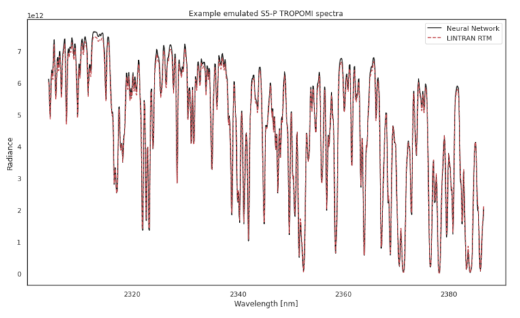 Example emulated S5-P TROPOMI spectra
1e12
Neural Network
LINTRAN RTM
7
6
5
4
3
2
1
0
Radiance
2320
2340
2360
2380
Wavelength [nm]